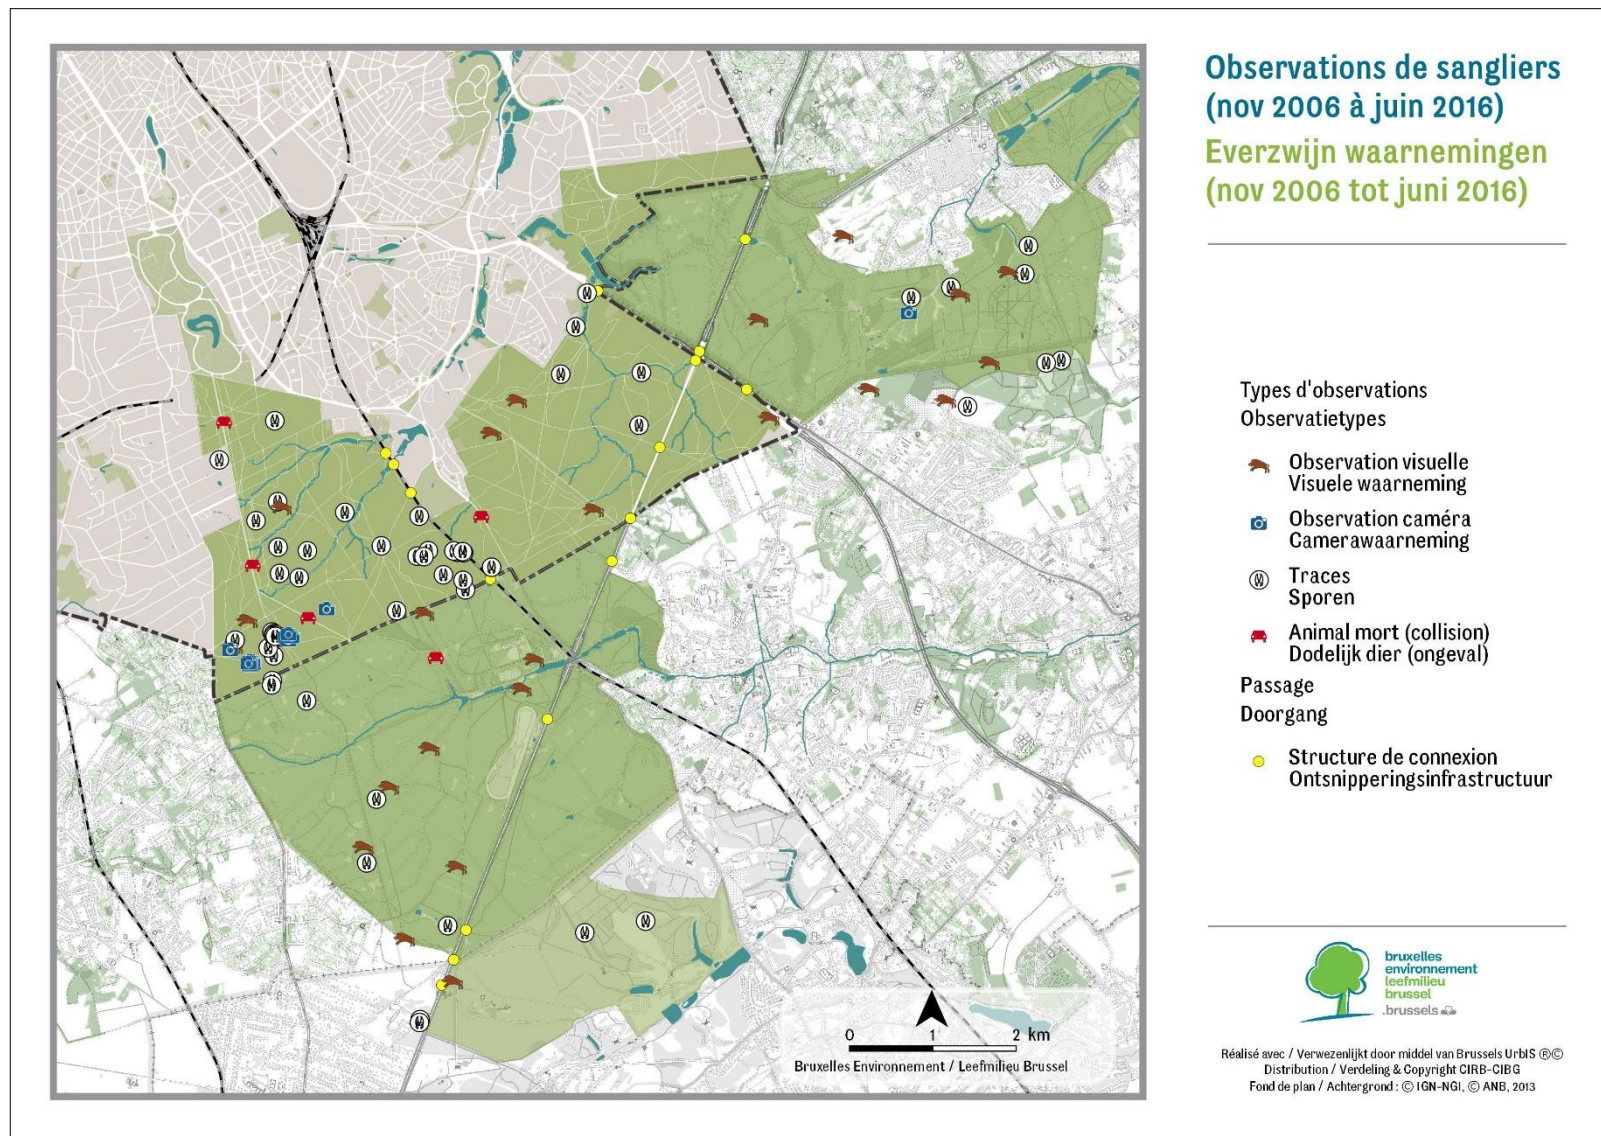 Observations de sangliers
(nov 2006 à juin 2016)
Everzwijn waarnemingen
(nov 2006 tot juni 2016)
Types d'observations
Observatietypes
Observation visuelle
Visuele waarneming
Observation caméra
Camerawaarneming
Traces
Sporen
Animal mort (collision)
Dodelijk dier (ongeval)
Passage
Doorgang
Structure de connexion
Ontsnipperingsinfrastructuur
0 1 2 km
Bruxelles Environnement / Leefmilieu Brussel
bruxelles
environnement
leefmilieu
brussel
.brussels
Réalisé avec / Verwezenlijkt door middel van Brussels UrbIS ®©
Distribution / Verdeling & Copyright CIRB-CIBG
Fond de plan / Achtergrond : © IGN-NGI, © ANB, 2013